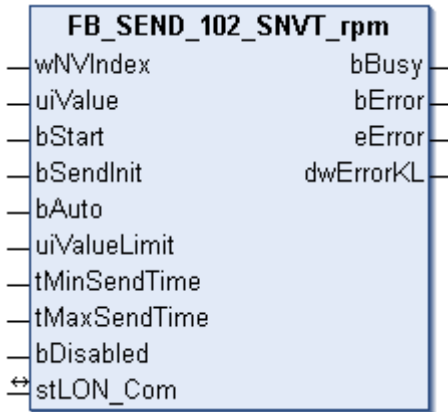 FB_SEND_102_SNVT_rpm
wNVIndex bBusy
uiValue bError
bStart eError
bSendInit dwErrorKL
bAuto
uiValueLimit
tMinSendTime
tMaxSendTime
bDisabled
stLON_Com